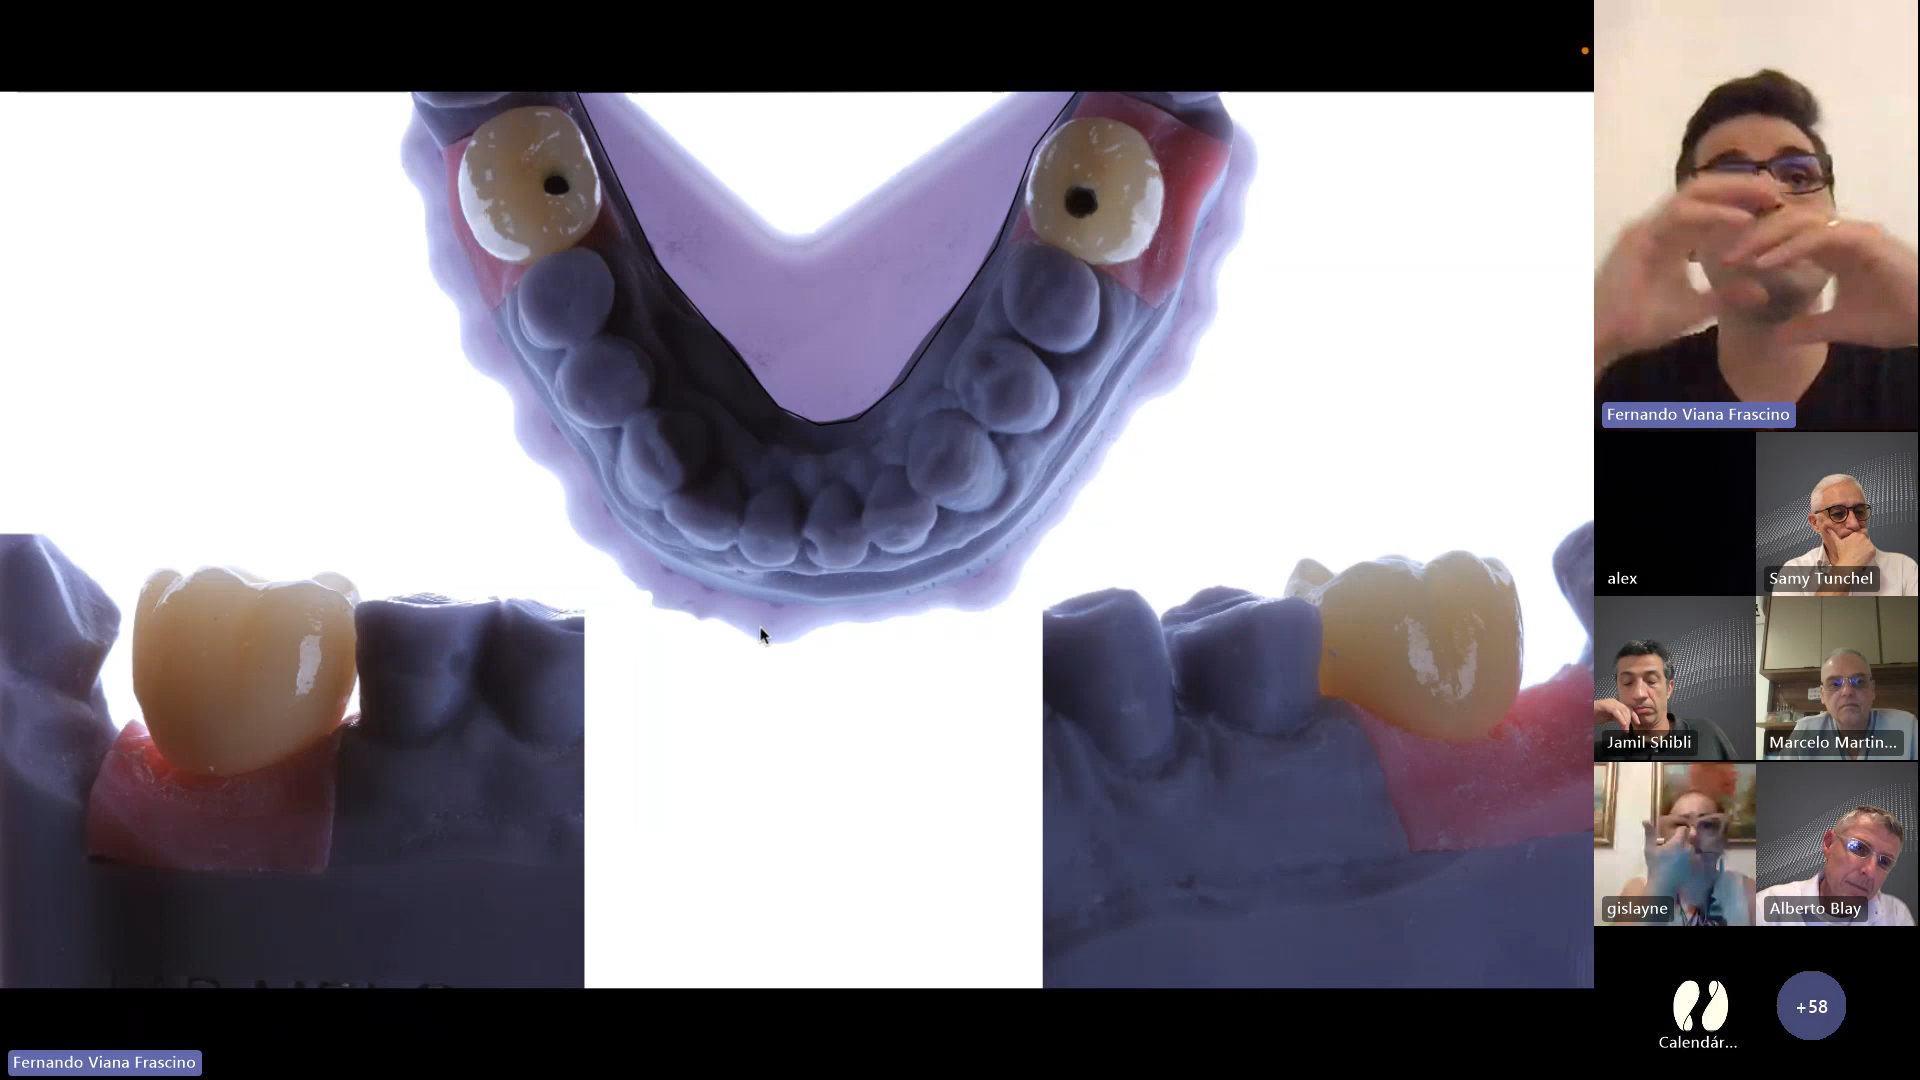 Fernando Viana Frascino
alex
Samy Tunchel
Jamil Shibli
Marcelo Martin...
gislayne
Alberto Blay
+58
Calendár...
Fernando Viana Frascino